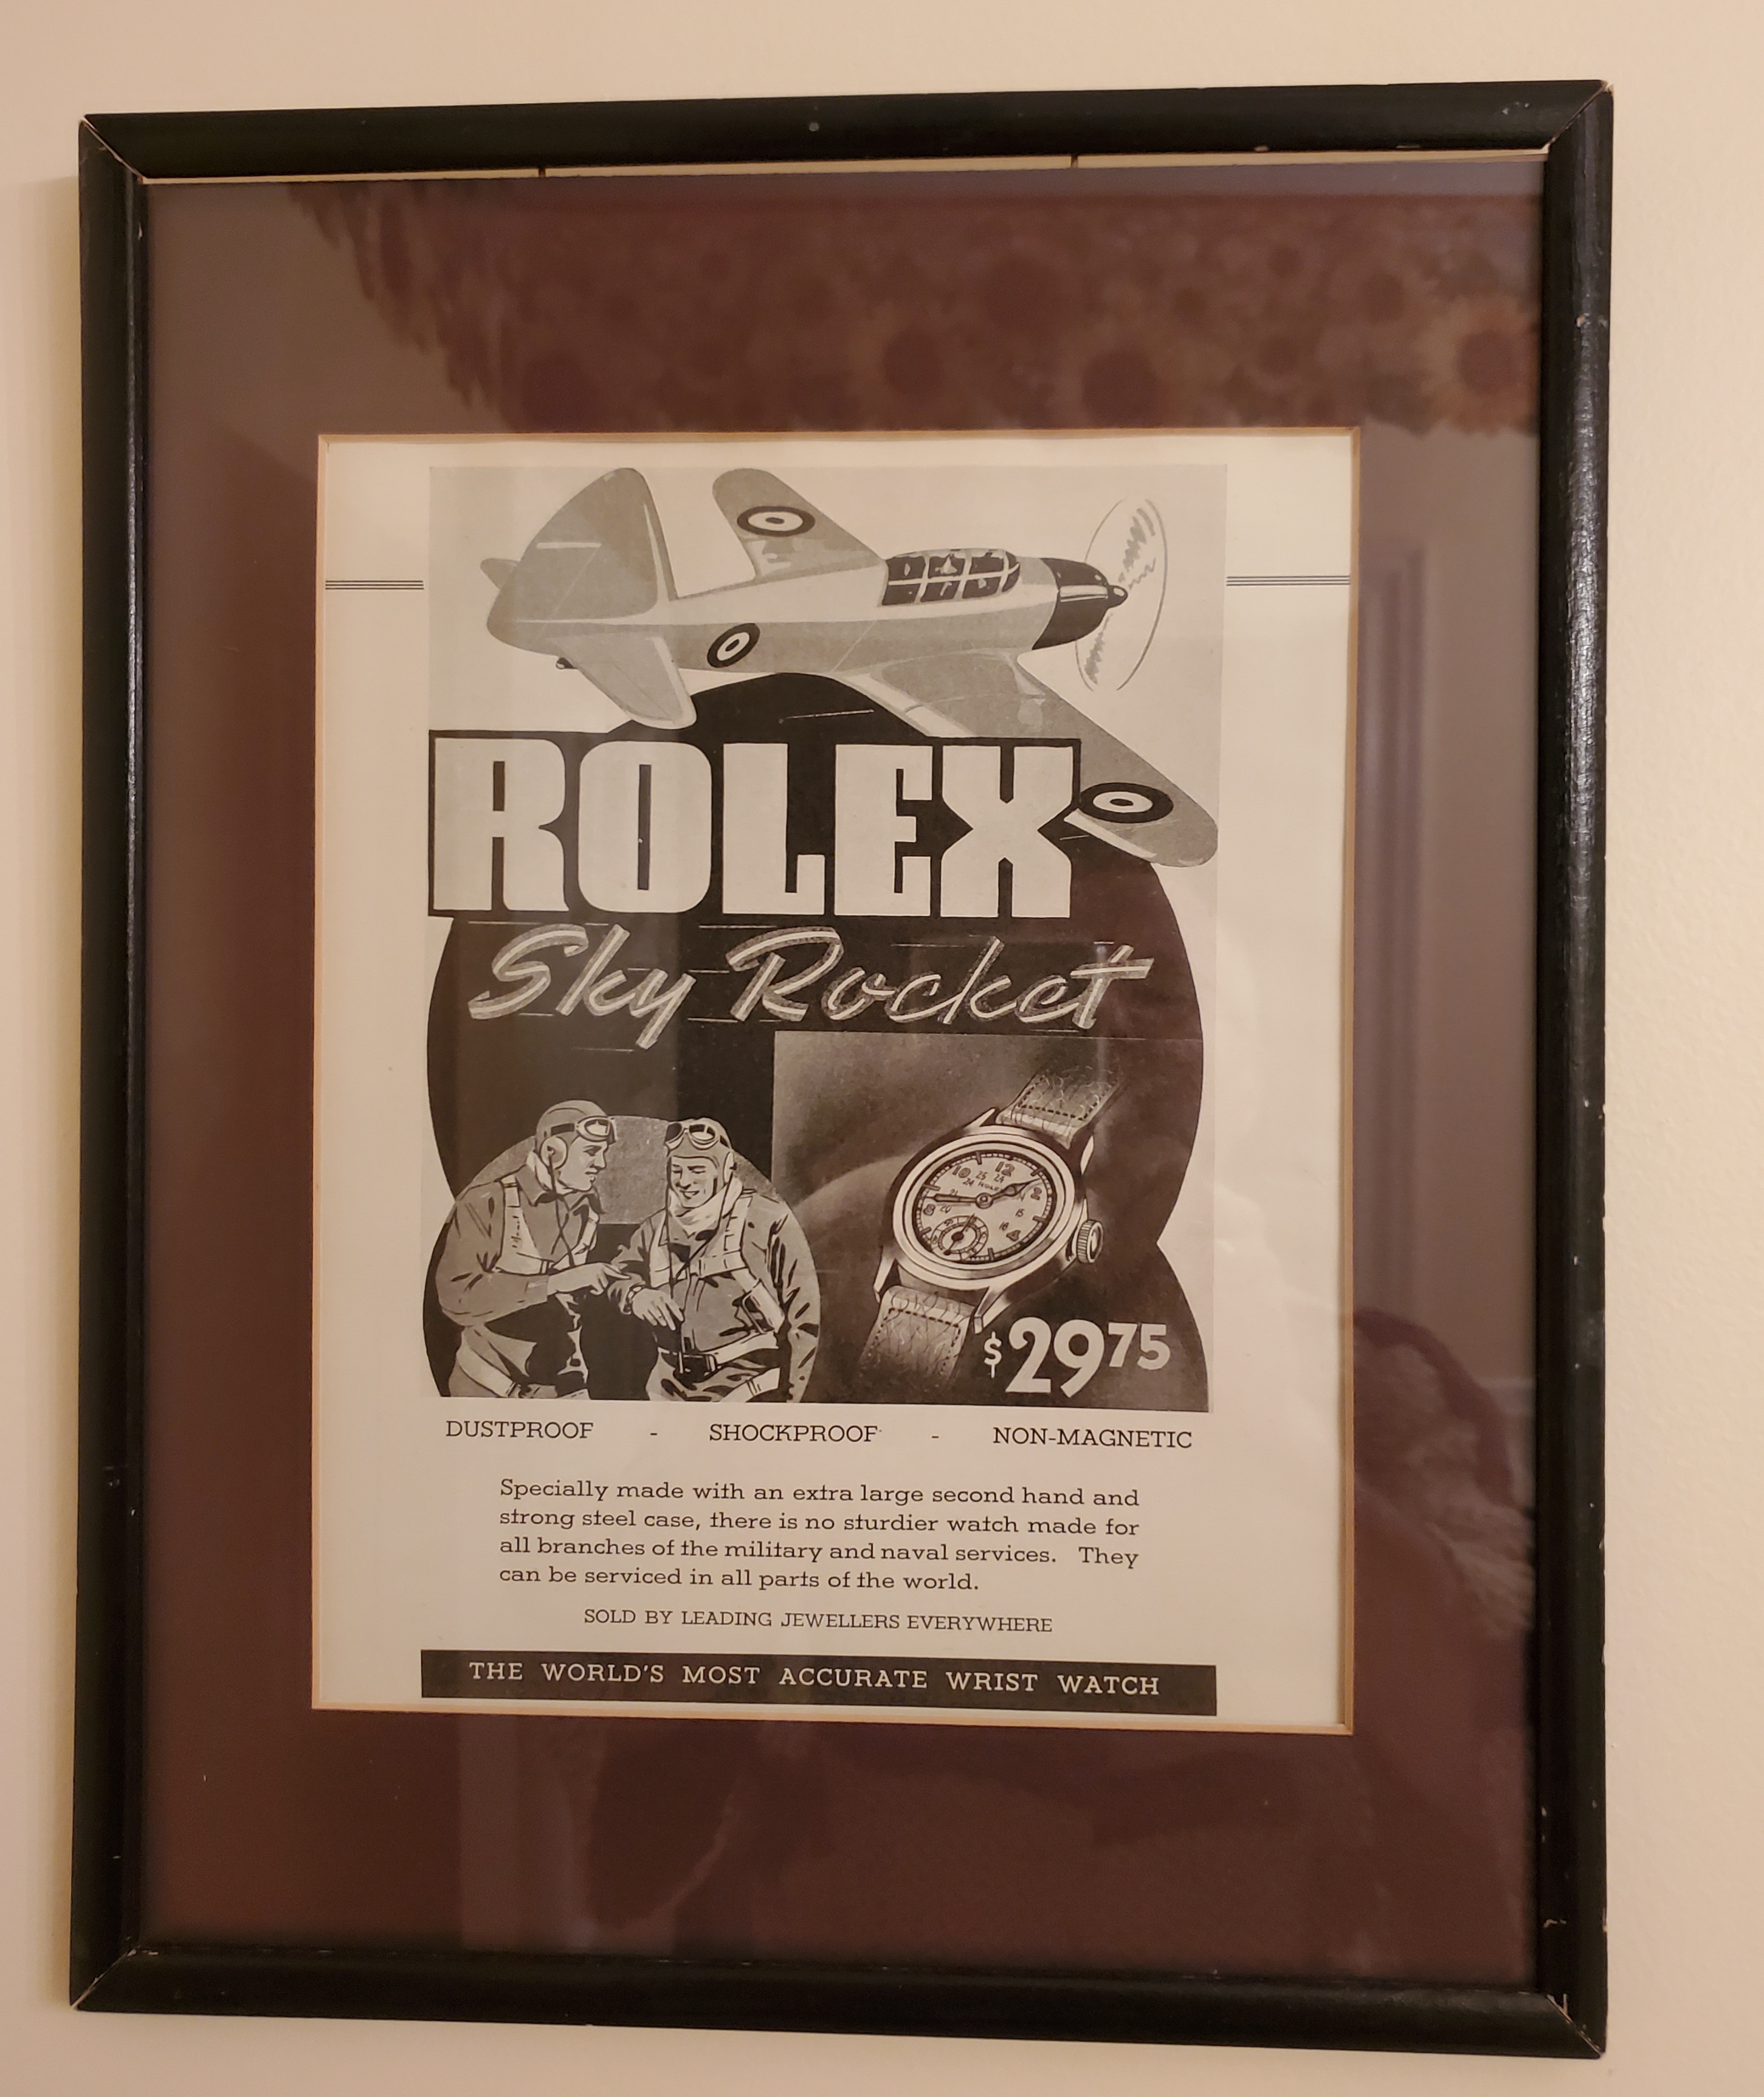 ROLEX
Sky Rocket
$29 75
DUSTPROOF - SHOCKPROOF - NON-MAGNETIC
Specially made with an extra large second hand and
strong steel case, there is no sturdier watch made for
all branches of the military and naval services. They
can be serviced in all parts of the world.
SOLD BY LEADING JEWELLERS EVERYWHERE
THE WORLD'S MOST ACCURATE WRIST WATCH